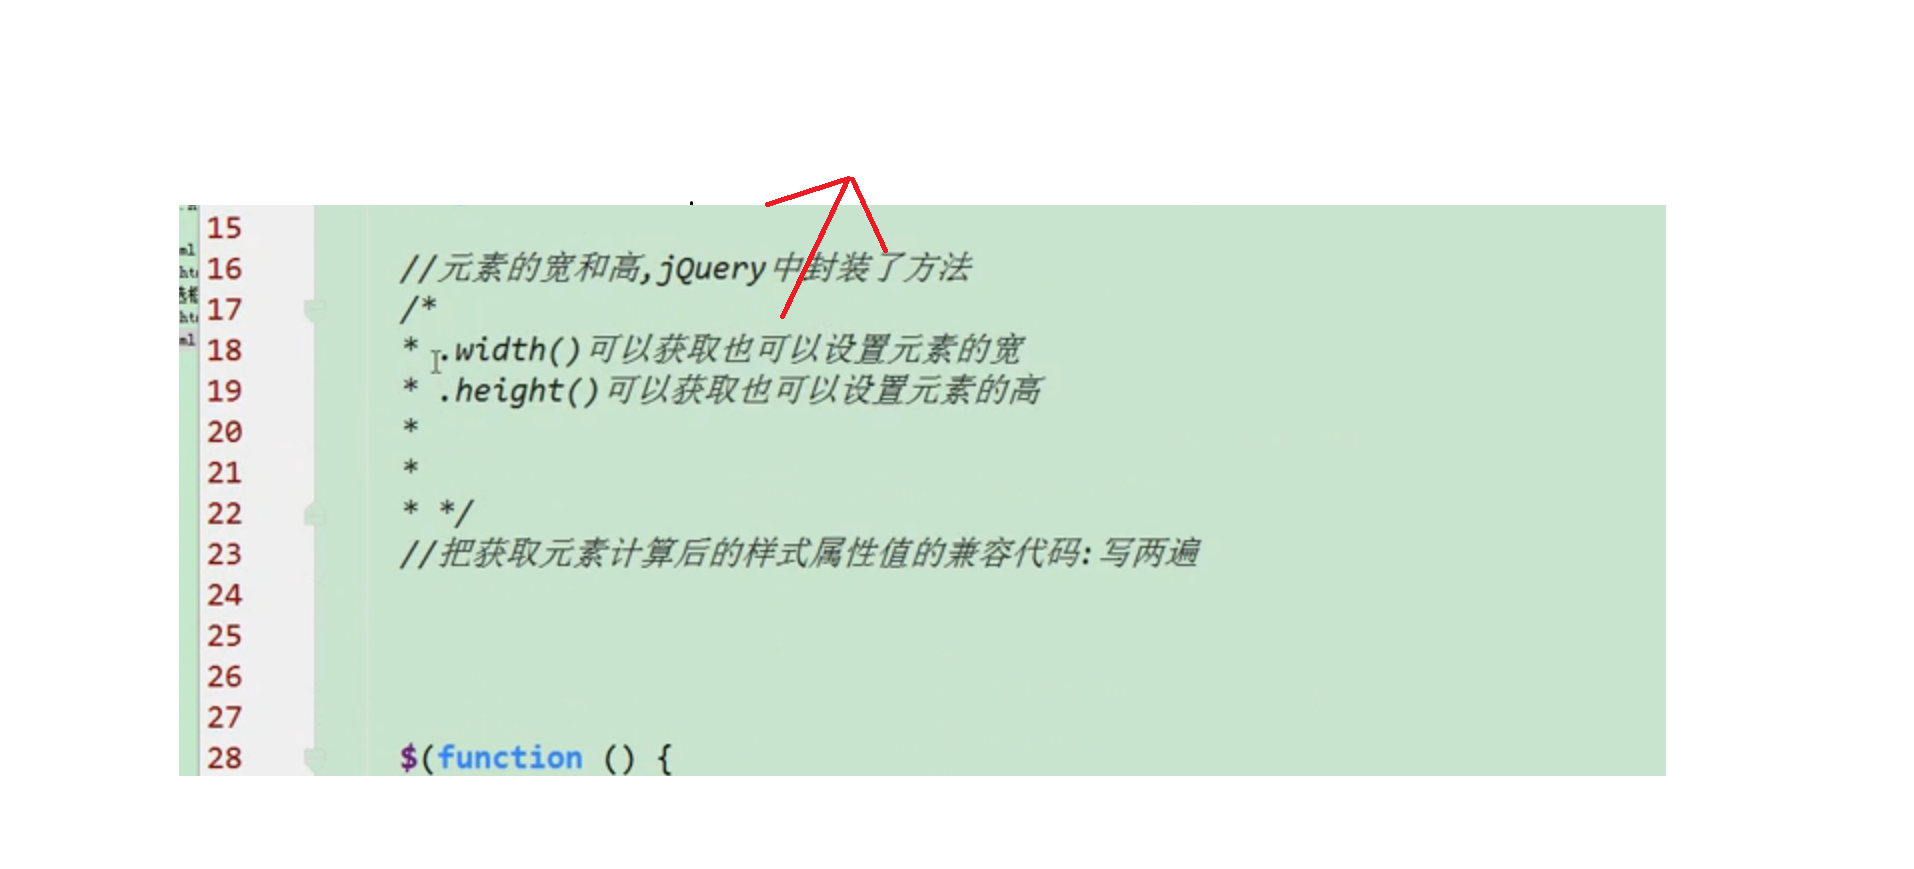 15
16 //元素的宽和高,jQuery中封装了方法
17 /*
18 * .width()可以获取也可以设置元素的宽
19 * .height()可以获取也可以设置元素的高
20 *
21 *
22 * */
23 //把获取元素计算后的样式属性值的兼容代码:写两遍
24
25
26
27
28 $(function () {